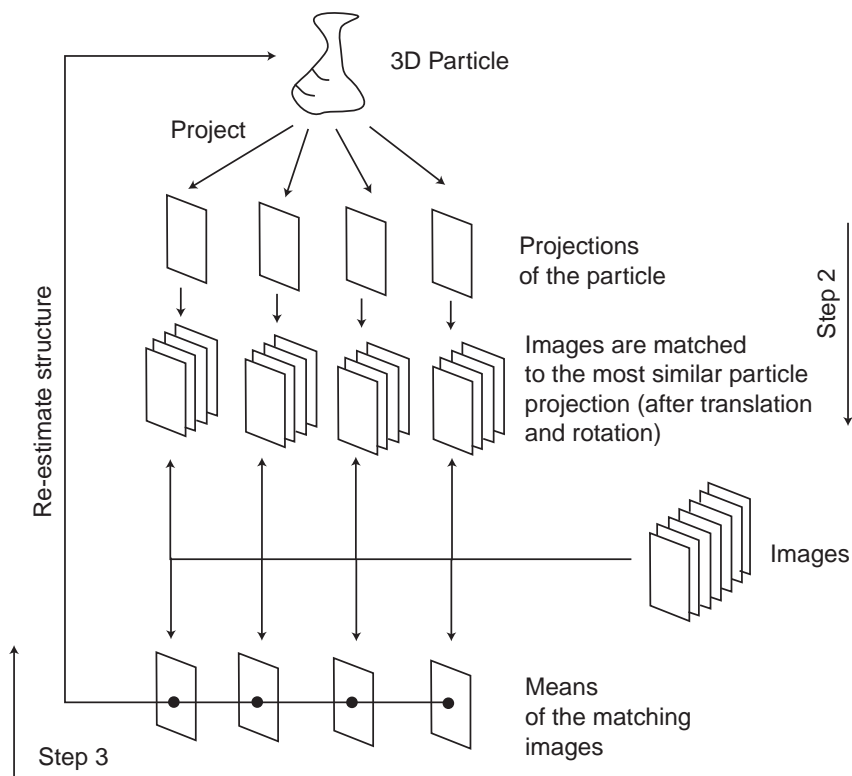 3D Particle
Project
Projections
of the particle
Step 2
Images are matched
to the most similar particle
projection (after translation
and rotation)
Re-estimate structure
Images
Means
of the matching
images
Step 3